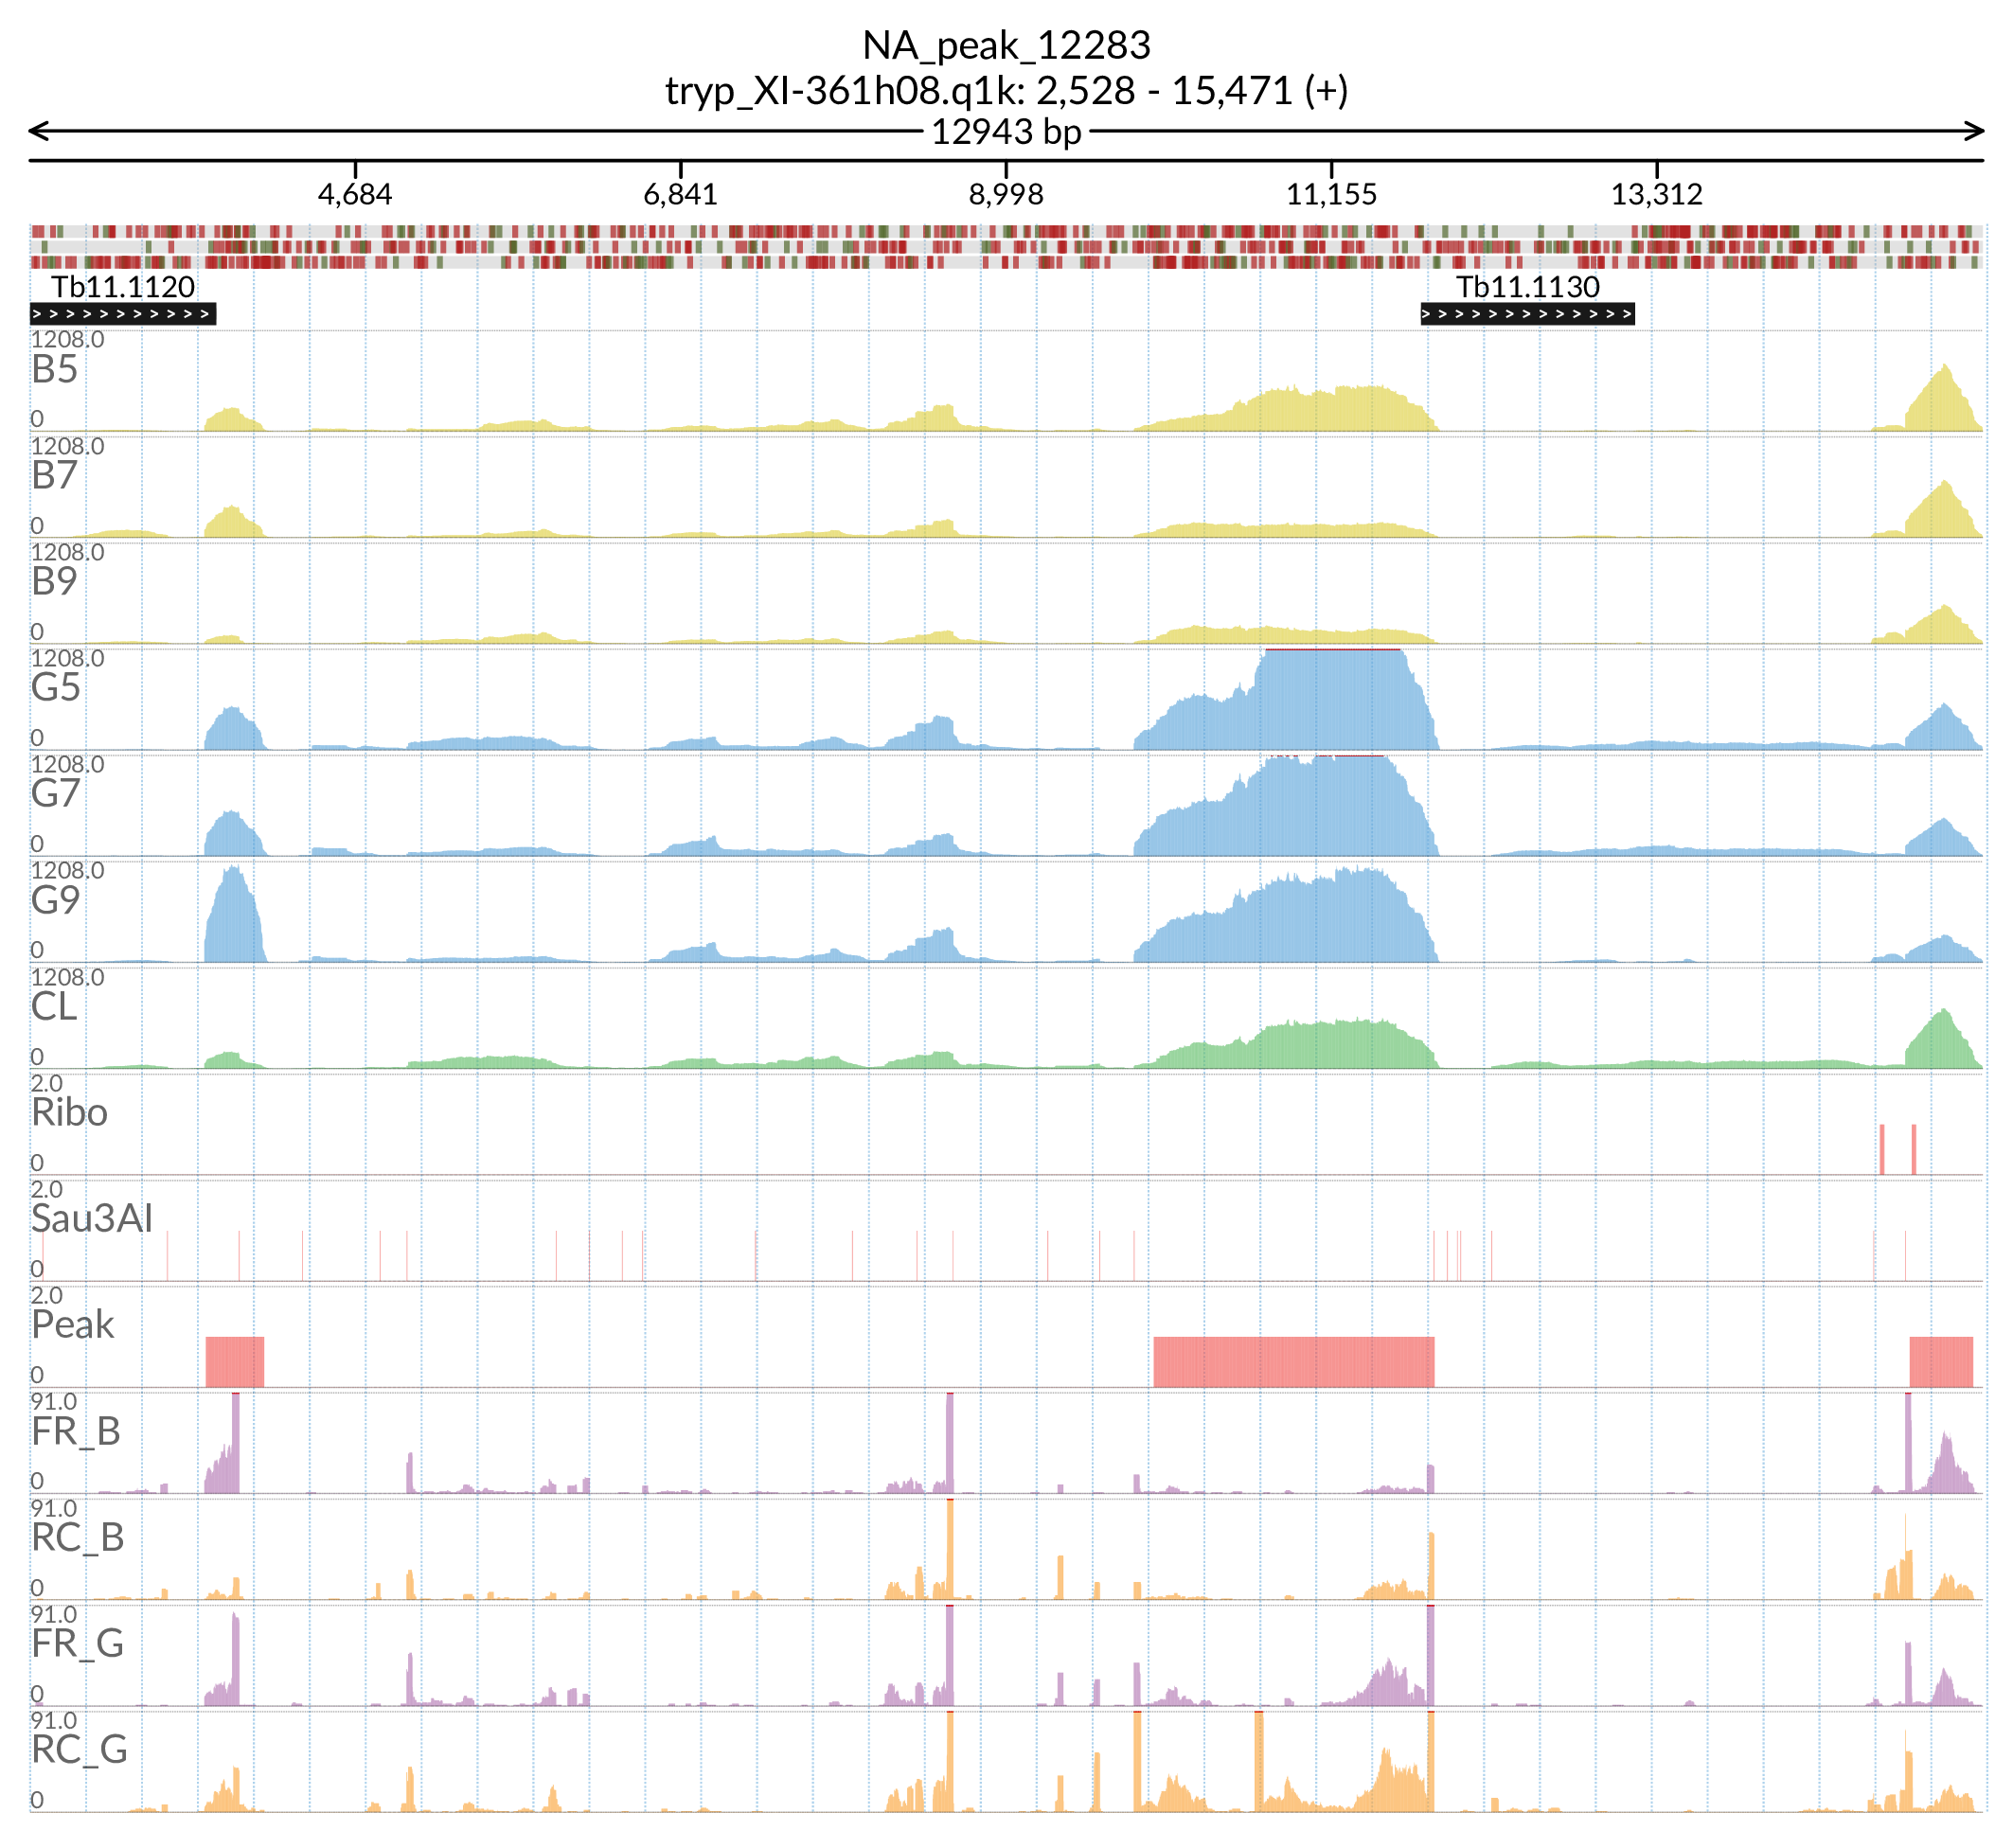 NA_peak_12283
tryp_XI-361h08.q1k: 2,528 - 15,471 (+)
12943 bp
4,684 6,841 8,998 11,155 13,312
Tb11.1120 Tb11.1130
1208.0
B5
0
1208.0
B7
0
1208.0
B9
0
1208.0
G5
0
1208.0
G7
0
1208.0
G9
0
1208.0
CL
0
2.0
Ribo
0
2.0
Sau3AI
0
2.0
Peak
0
91.0
FR_B
0
91.0
RC_B
0
91.0
FR_G
0
91.0
RC_G
0